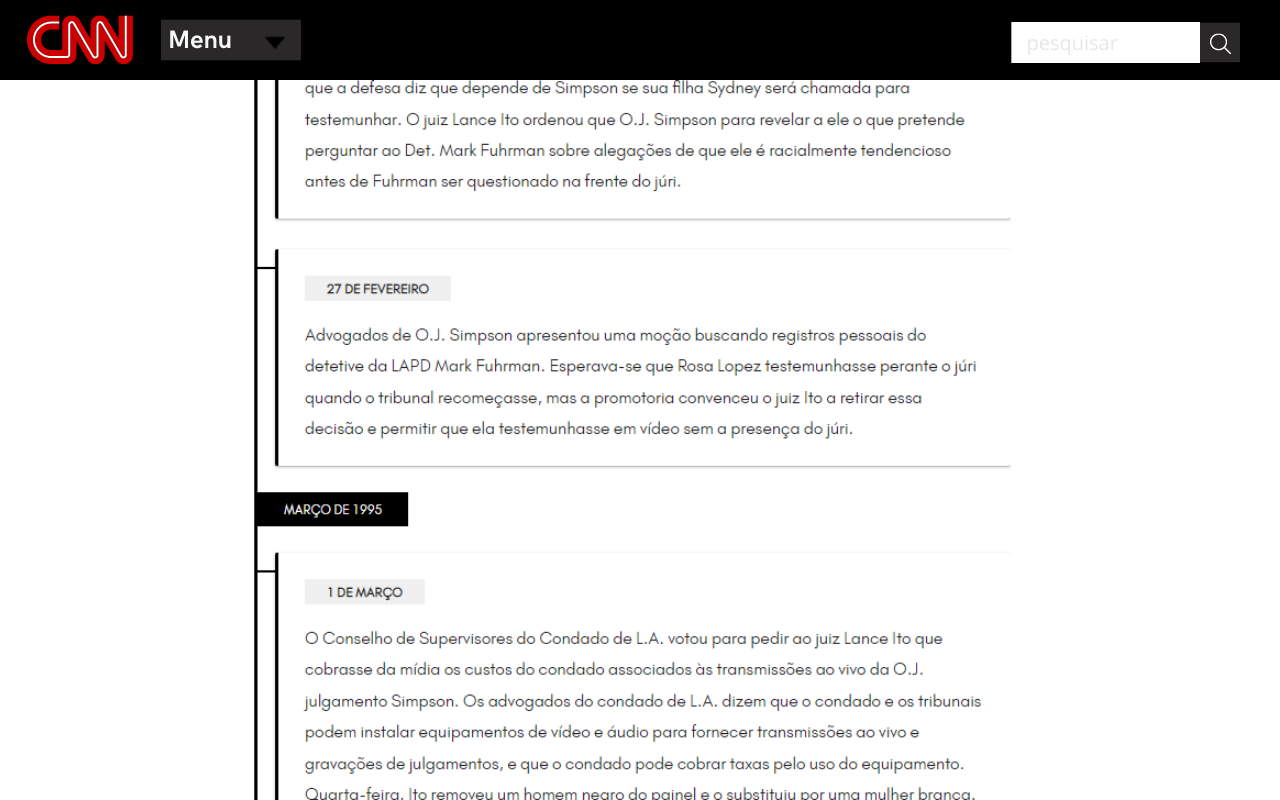 CNN
Menu
pesquisar
que a defesa diz que depende de Simpson se sua filha Sydney será chamada para
testemunhar. O juiz Lance Ito ordenou que O.J. Simpson para revelar a ele o que pretende
perguntar ao Det. Mark Fuhrman sobre alegações de que ele é racialmente tendencioso
antes de Fuhrman ser questionado na frente do júri.
27 DE FEVEREIRO
Advogados de O.J. Simpson apresentou uma moção buscando registros pessoais do
detetive da LAPD Mark Fuhrman. Esperava-se que Rosa Lopez testemunhasse perante o júri
quando o tribunal recomeçasse, mas a promotoria convenceu o juiz Ito a retirar essa
decisão e permitir que ela testemunhasse em vídeo sem a presença do júri.
MARÇO DE 1995
1 DE MARÇO
O Conselho de Supervisores do Condado de L.A. votou para pedir ao juiz Lance Ito que
cobrasse da mídia os custos do condado associados às transmissões ao vivo da O.J.
julgamento Simpson. Os advogados do condado de L.A. dizem que o condado e os tribunais
podem instalar equipamentos de vídeo e áudio para fornecer transmissões ao vivo e
gravações de julgamentos, e que o condado pode cobrar taxas pelo uso do equipamento.
Quarta-feira, Ito removeu um homem negro do painel e o substituiu por uma mulher branca.